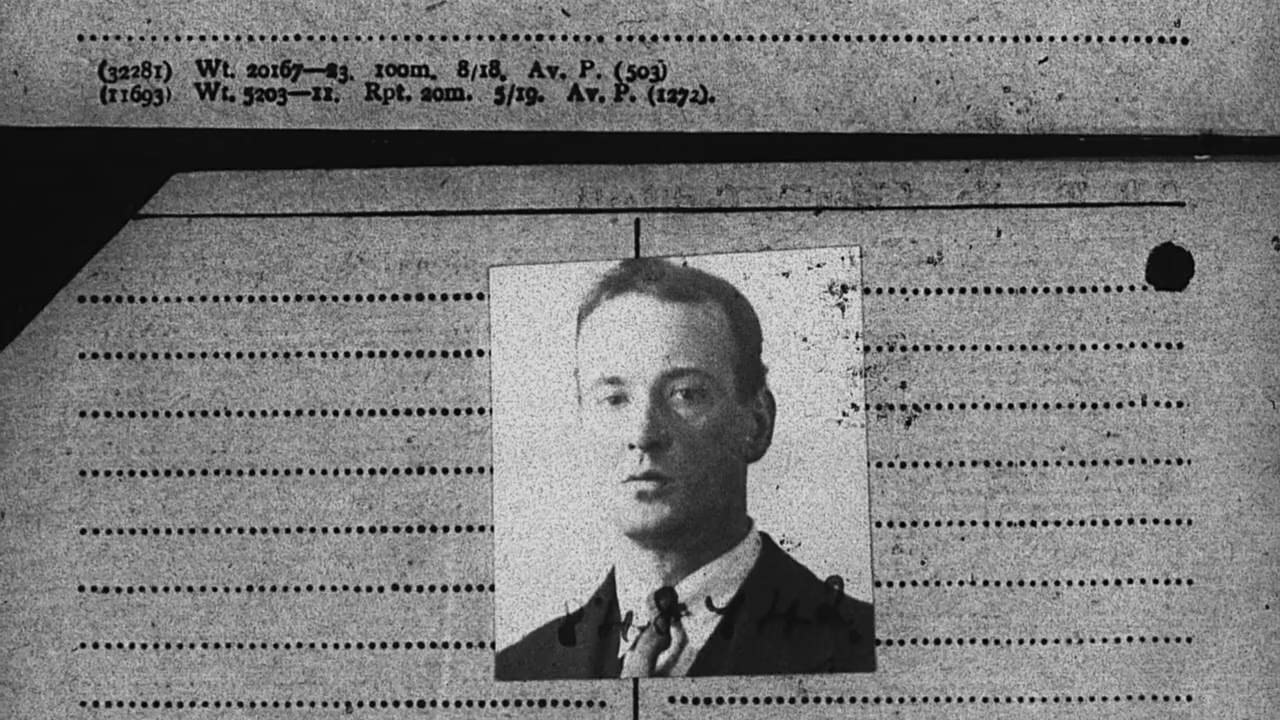 (32281) Wt. 20167—23. 100m. 8/18. Av. P. (503)
(11693) Wt. 5203—11. Rpt. 20m. 5/19. Av. P. (1272).